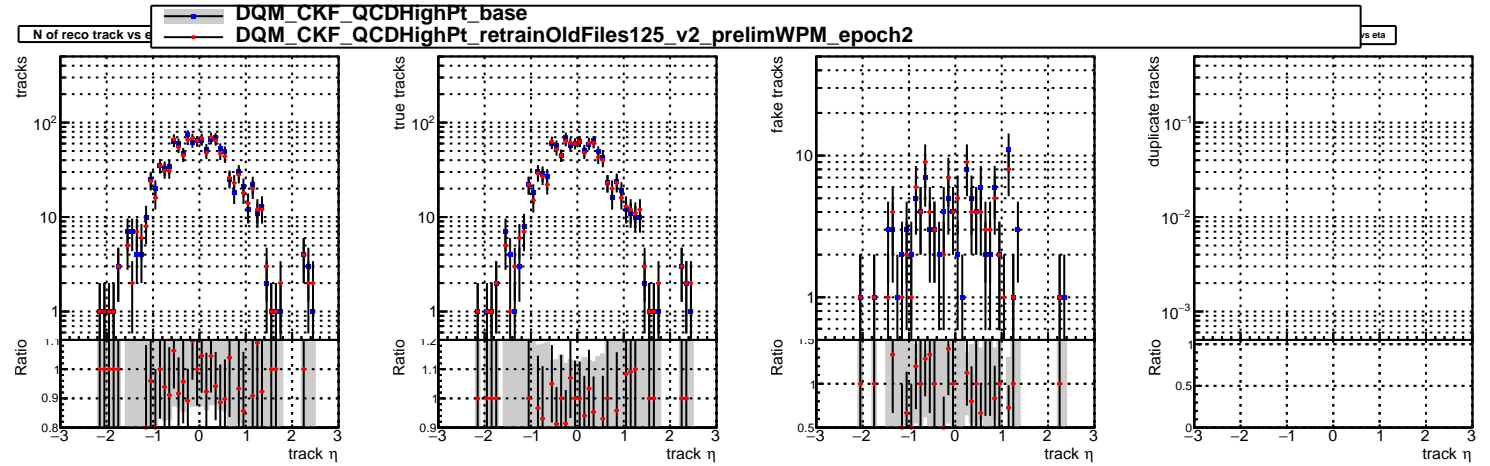 DQM_CKF_QCDHighPt_base
DQM_CKF_QCDHighPt_retrainOldFiles125_v2_prelimWPM_epoch2
N of reco track vs e
vs eta
tracks
10²
10
1
Ratio
1.1
1
0.9
0.8
−3 −2 −1 0 1 2 3
track η
true tracks
10²
10
1
Ratio
1.2
1.1
1
0.9
−3 −2 −1 0 1 2 3
track η
fake tracks
10
1
Ratio
1.5
1
0.5
−3 −2 −1 0 1 2 3
track η
duplicate tracks
10⁻¹
10⁻²
10⁻³
Ratio
1
0.5
0
−3 −2 −1 0 1 2 3
track η